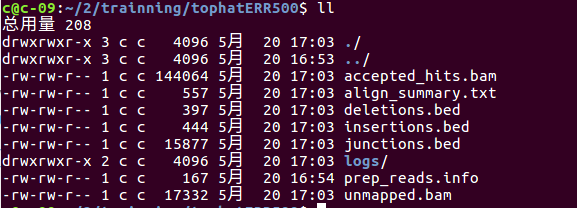 c@c-09:~/2/trainning/tophatERR500$ ll
总用量 208
drwxrwxr-x 3 c c 4096 5月 20 17:03 ./
drwxrwxr-x 3 c c 4096 5月 20 16:53 ../
-rw-rw-r-- 1 c c 144064 5月 20 17:03 accepted_hits.bam
-rw-rw-r-- 1 c c 557 5月 20 17:03 align_summary.txt
-rw-rw-r-- 1 c c 397 5月 20 17:03 deletions.bed
-rw-rw-r-- 1 c c 444 5月 20 17:03 insertions.bed
-rw-rw-r-- 1 c c 15877 5月 20 17:03 junctions.bed
drwxrwxr-x 2 c c 4096 5月 20 17:03 logs/
-rw-rw-r-- 1 c c 167 5月 20 16:54 prep_reads.info
-rw-rw-r-- 1 c c 17332 5月 20 17:03 unmapped.bam
c@c-09:~/2/trainning/tophatERR500$